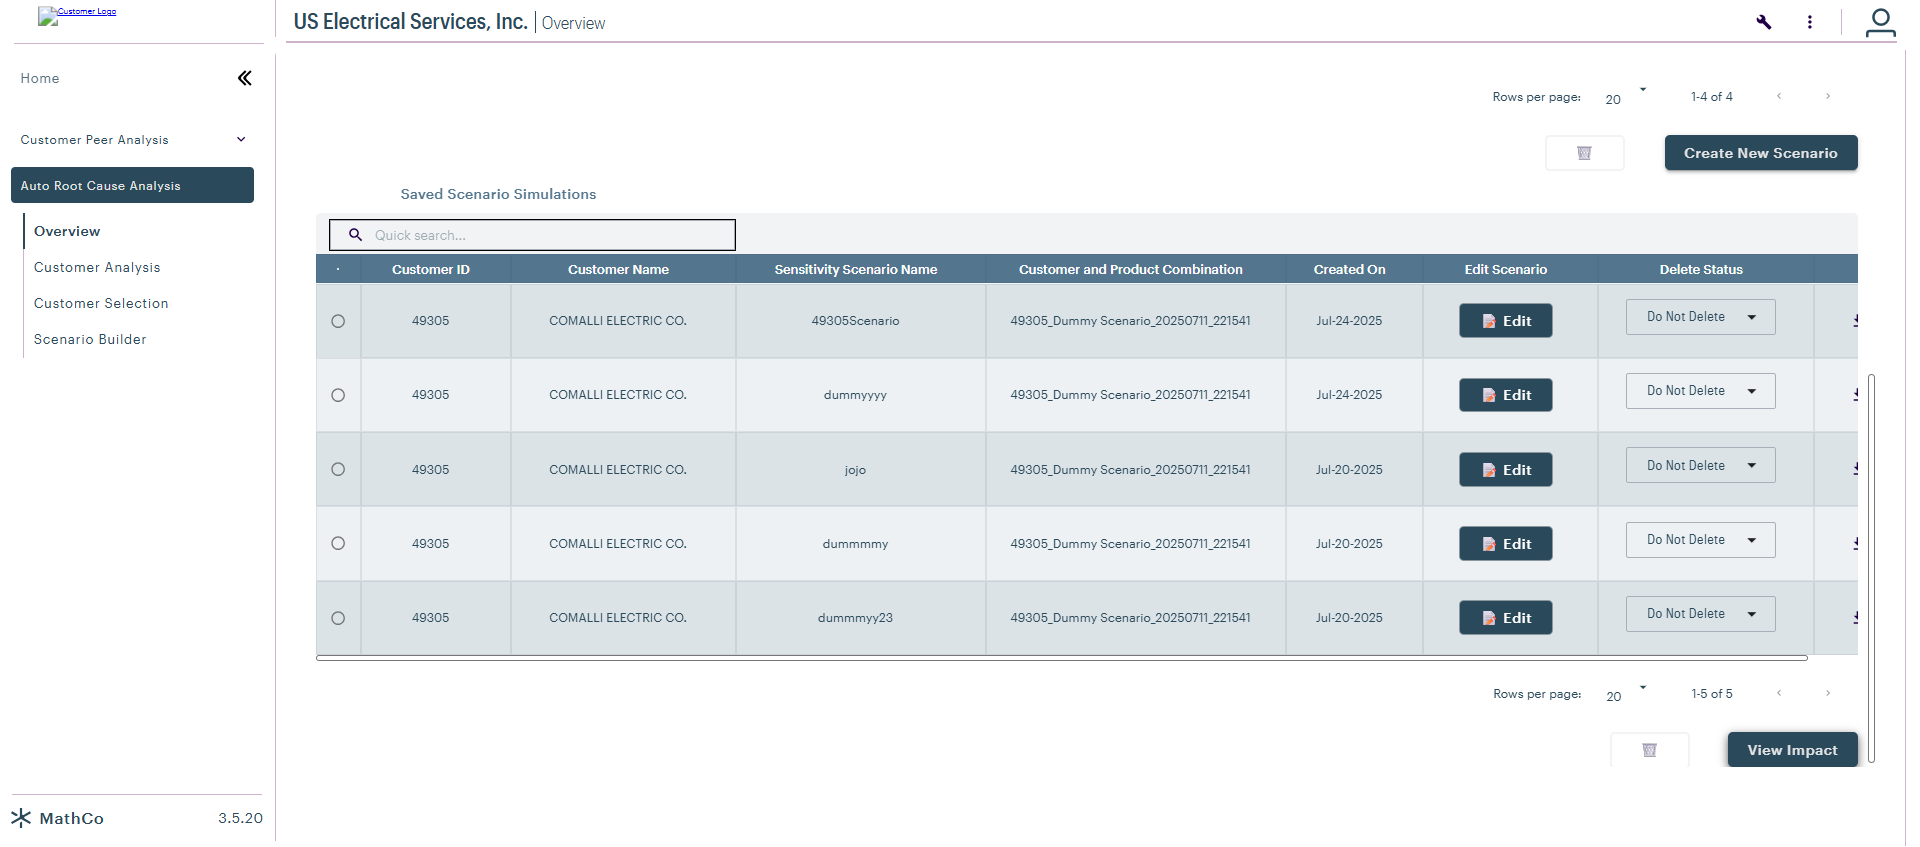 Customer Logo
US Electrical Services, Inc. Overview
Home
Customer Peer Analysis
Auto Root Cause Analysis
Overview
Customer Analysis
Customer Selection
Scenario Builder
MathCo 3.5.20
Rows per page: 20 1-4 of 4
Create New Scenario
Saved Scenario Simulations
Quick search...
Customer ID Customer Name Sensitivity Scenario Name Customer and Product Combination Created On Edit Scenario Delete Status
49305 COMALLI ELECTRIC CO. 49305Scenario 49305_Dummy Scenario_20250711_221541 Jul-24-2025 Edit Do Not Delete
49305 COMALLI ELECTRIC CO. dummyyyy 49305_Dummy Scenario_20250711_221541 Jul-24-2025 Edit Do Not Delete
49305 COMALLI ELECTRIC CO. jojo 49305_Dummy Scenario_20250711_221541 Jul-20-2025 Edit Do Not Delete
49305 COMALLI ELECTRIC CO. dummmmy 49305_Dummy Scenario_20250711_221541 Jul-20-2025 Edit Do Not Delete
49305 COMALLI ELECTRIC CO. dummmyy23 49305_Dummy Scenario_20250711_221541 Jul-20-2025 Edit Do Not Delete
Rows per page: 20 1-5 of 5
View Impact